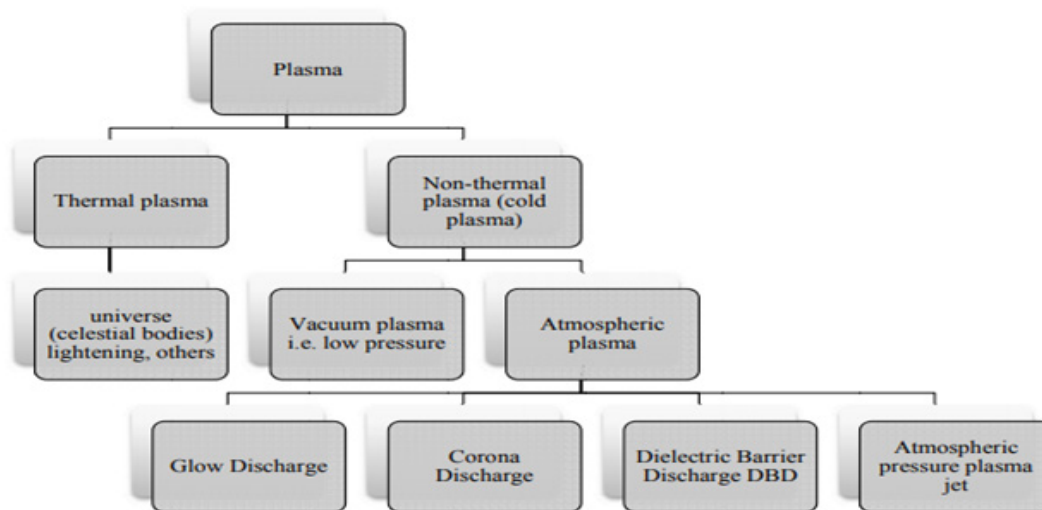 Plasma
Thermal plasma
Non-thermal
plasma (cold
plasma)
universe
(celestial bodies)
lightening, others
Vacuum plasma
i.e. low pressure
Atmospheric
plasma
Glow Discharge
Corona
Discharge
Dielectric Barrier
Discharge DBD
Atmospheric
pressure plasma
jet